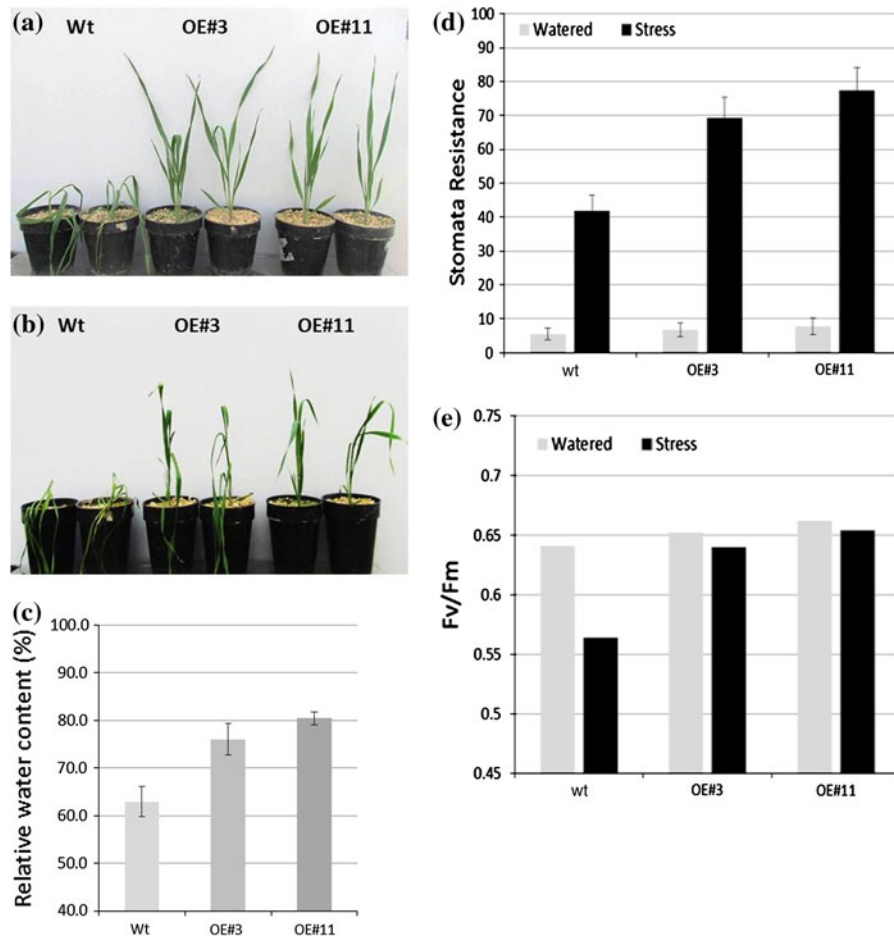 (a)
Wt OE#3 OE#11
(b)
Wt OE#3 OE#11
(c)
Relative water content (%)
100.0
90.0
80.0
70.0
60.0
50.0
40.0
Wt OE#3 OE#11
(d)
Stomata Resistance
Watered Stress
100
90
80
70
60
50
40
30
20
10
0
wt OE#3 OE#11
(e)
Fv/Fm
Watered Stress
0.75
0.7
0.65
0.6
0.55
0.5
0.45
wt OE#3 OE#11